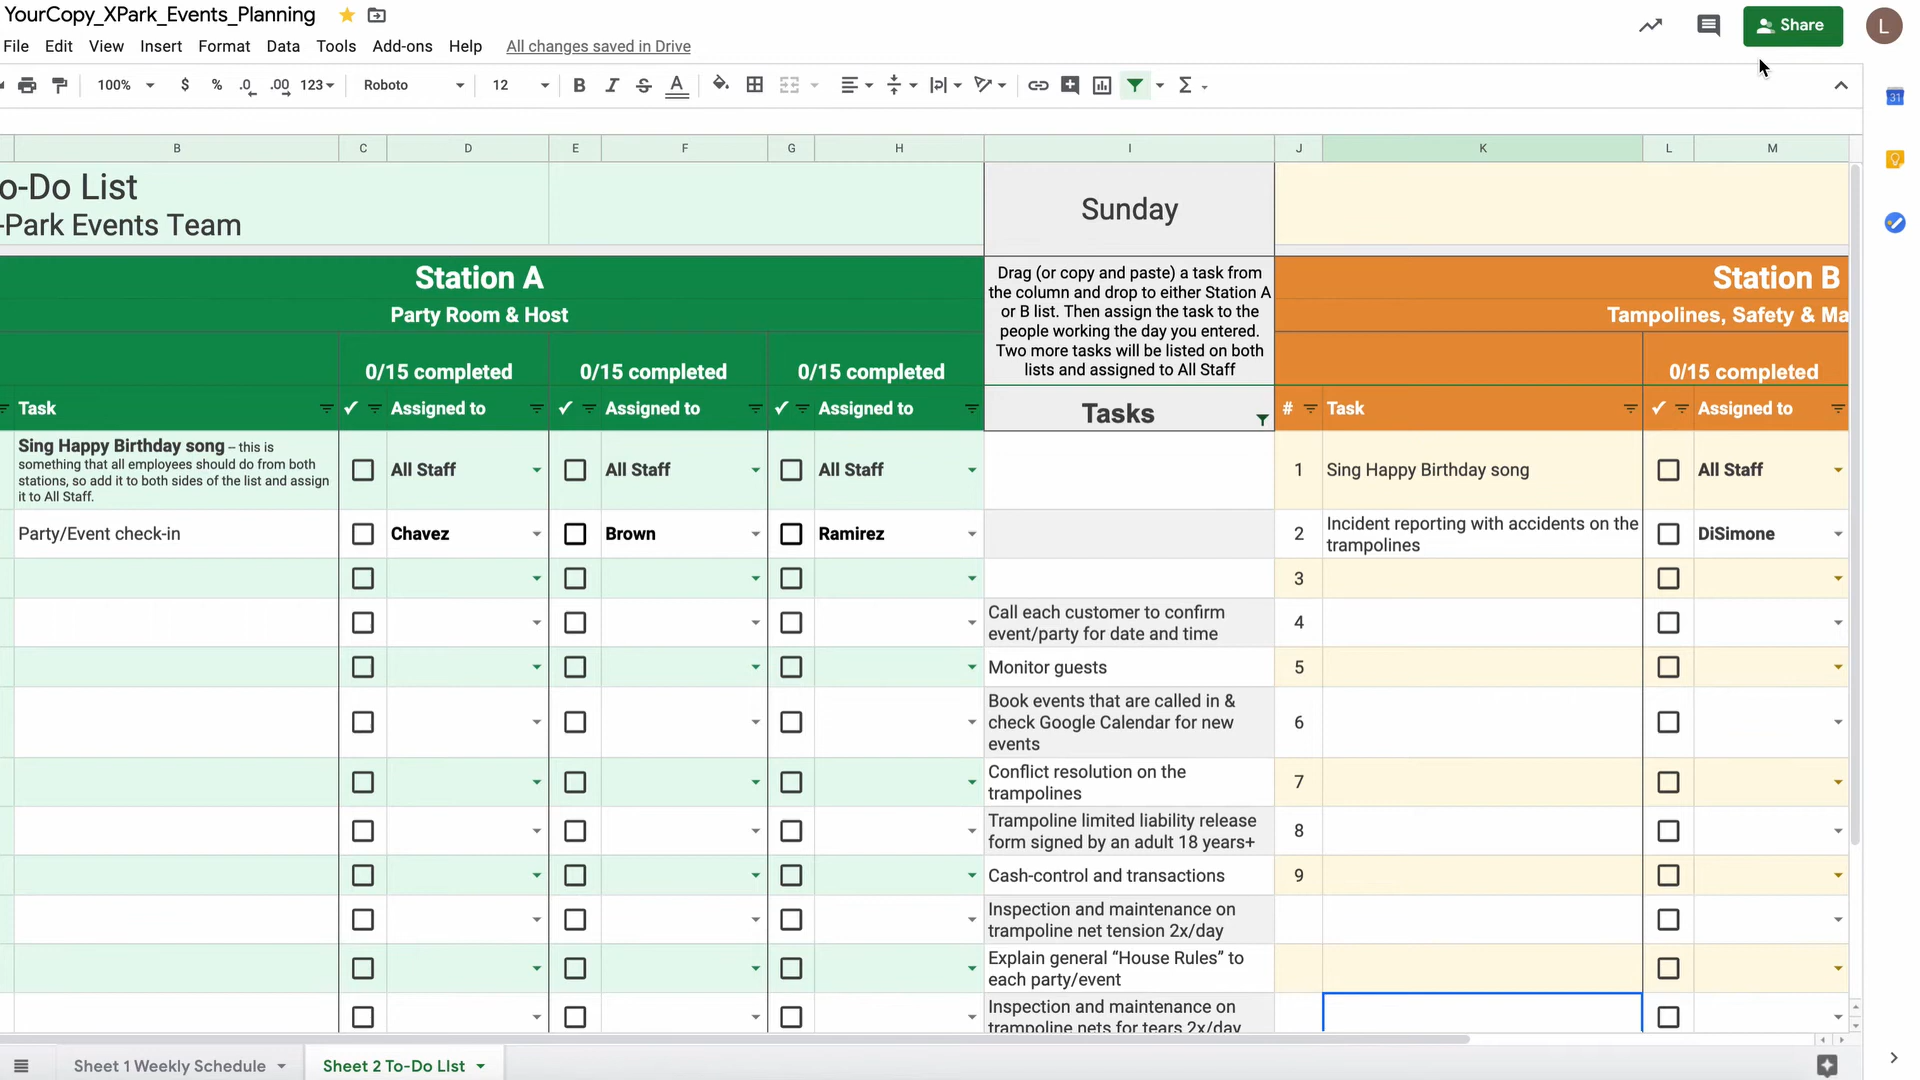 YourCopy_XPark_Events_Planning
Share
L
File Edit View Insert Format Data Tools Add-ons Help All changes saved in Drive
100% $ % .0 .00 123 Roboto 12 B I S A Σ
31
B C D E F G H I J K L M
o-Do List
-Park Events Team
Sunday
Station A
Party Room & Host
Drag (or copy and paste) a task from
the column and drop to either Station A
or B list. Then assign the task to the
people working the day you entered.
Two more tasks will be listed on both
lists and assigned to All Staff
Station B
Tampolines, Safety & Ma
0/15 completed 0/15 completed 0/15 completed 0/15 completed
Task ✓ Assigned to ✓ Assigned to ✓ Assigned to Tasks # Task ✓ Assigned to
Sing Happy Birthday song – this is
something that all employees should do from both
stations, so add it to both sides of the list and assign
it to All Staff.
All Staff All Staff All Staff 1 Sing Happy Birthday song All Staff
Party/Event check-in Chavez Brown Ramirez 2 Incident reporting with accidents on the
trampolines
DiSimone
3
Call each customer to confirm
event/party for date and time
4
Monitor guests 5
Book events that are called in &
check Google Calendar for new
events
6
Conflict resolution on the
trampolines
7
Trampoline limited liability release
form signed by an adult 18 years+
8
Cash-control and transactions 9
Inspection and maintenance on
trampoline net tension 2x/day
Explain general “House Rules” to
each party/event
Inspection and maintenance on
trampoline nets for tears 2x/day
Sheet 1 Weekly Schedule Sheet 2 To-Do LIst